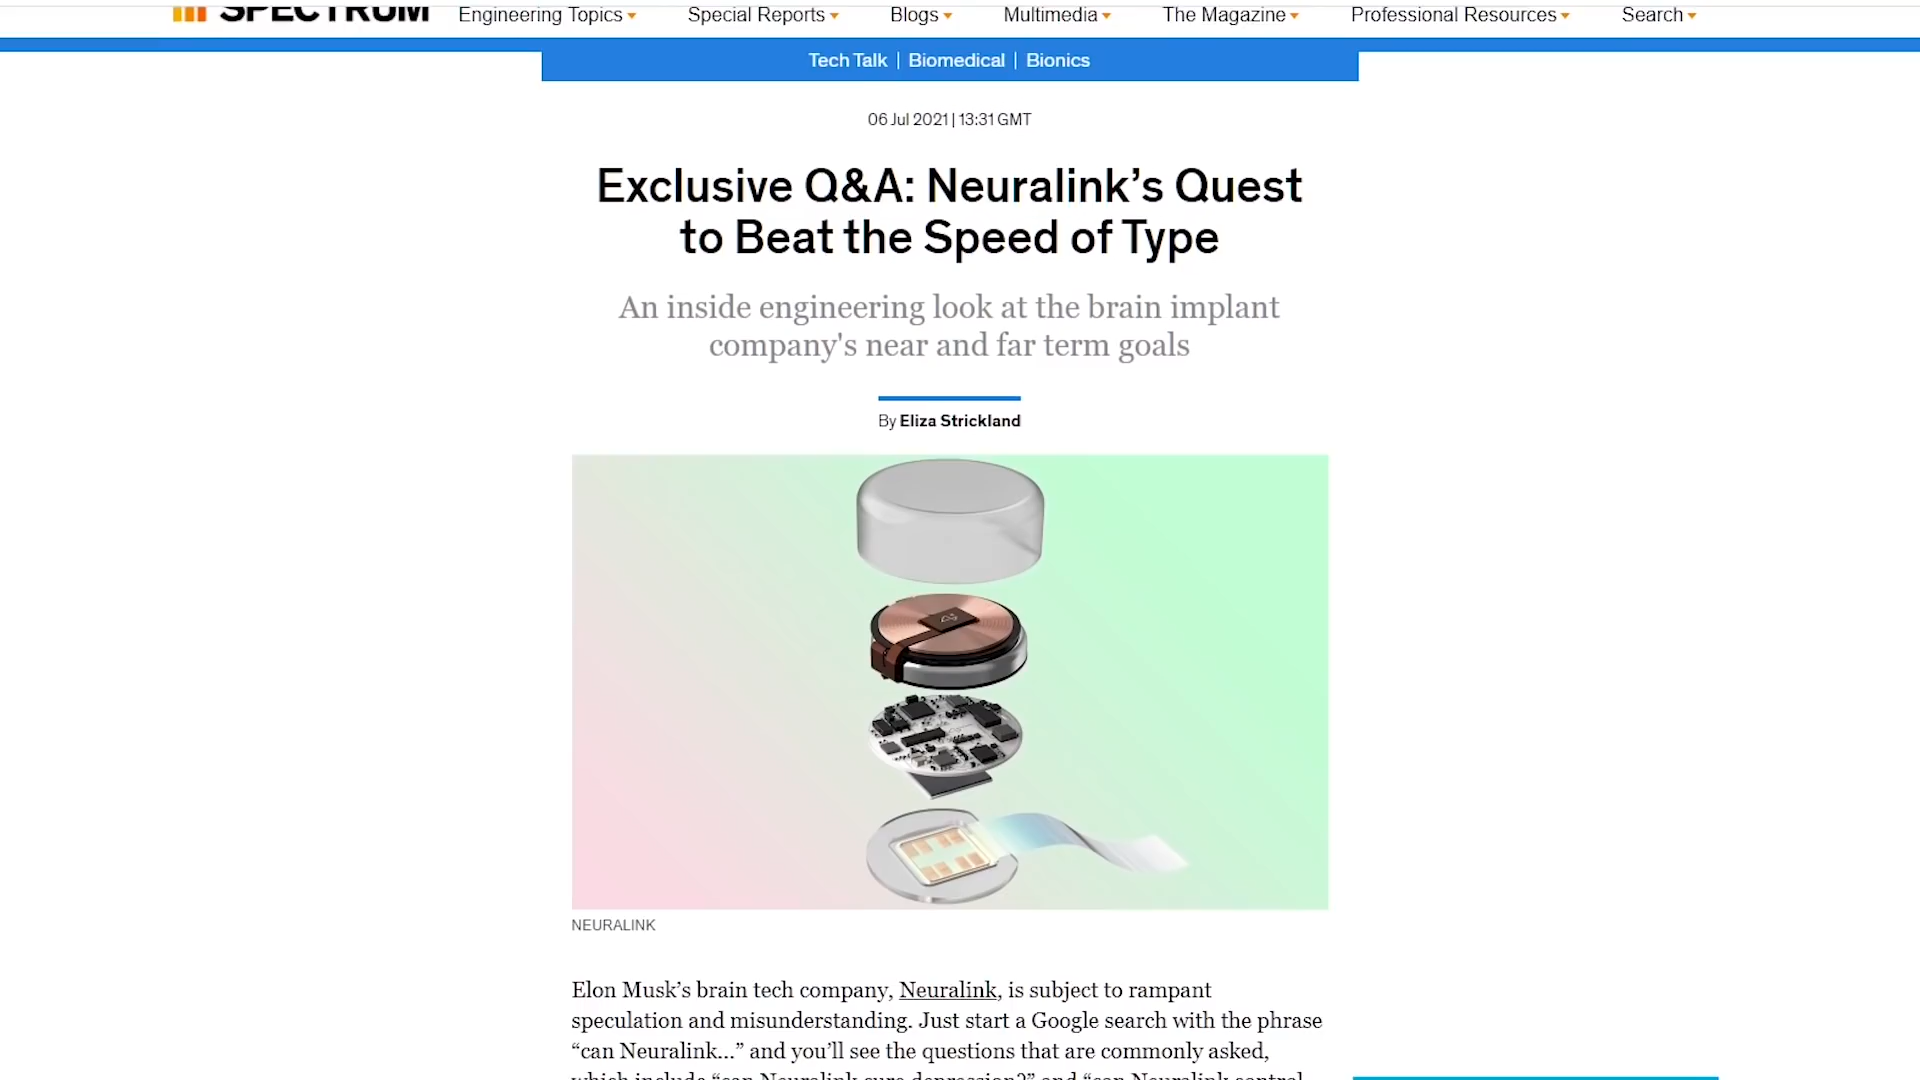 SPECTRUM Engineering Topics Special Reports Blogs Multimedia The Magazine Professional Resources Search
Tech Talk | Biomedical | Bionics
06 Jul 2021 | 13:31 GMT
Exclusive Q&A: Neuralink’s Quest
to Beat the Speed of Type
An inside engineering look at the brain implant
company's near and far term goals
By Eliza Strickland
NEURALINK
Elon Musk’s brain tech company, Neuralink, is subject to rampant
speculation and misunderstanding. Just start a Google search with the phrase
“can Neuralink...” and you’ll see the questions that are commonly asked,
which include “can Neuralink cure depression?” and “can Neuralink control